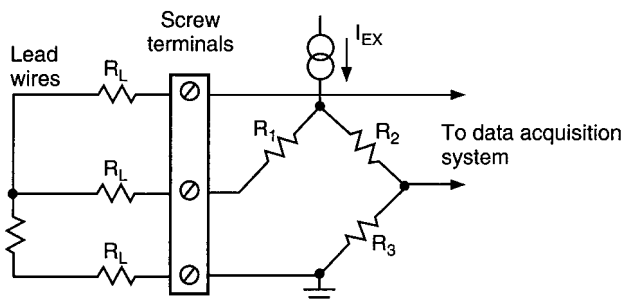 Screw
terminals
I_EX
Lead
wires
R_L
R_1
R_2
To data acquisition
system
R_L
R_L
R_3